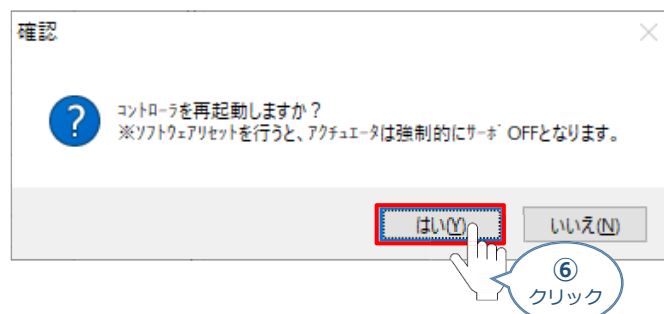 確認
ｺﾝﾄﾛｰﾗを再起動しますか？
※ｿﾌﾄｳｪｱﾘｾｯﾄを行うと、ｱｸﾁｭｴｰﾀは強制的にｻｰﾎﾞOFFとなります。
はい(Y)
いいえ(N)
⑥
クリック